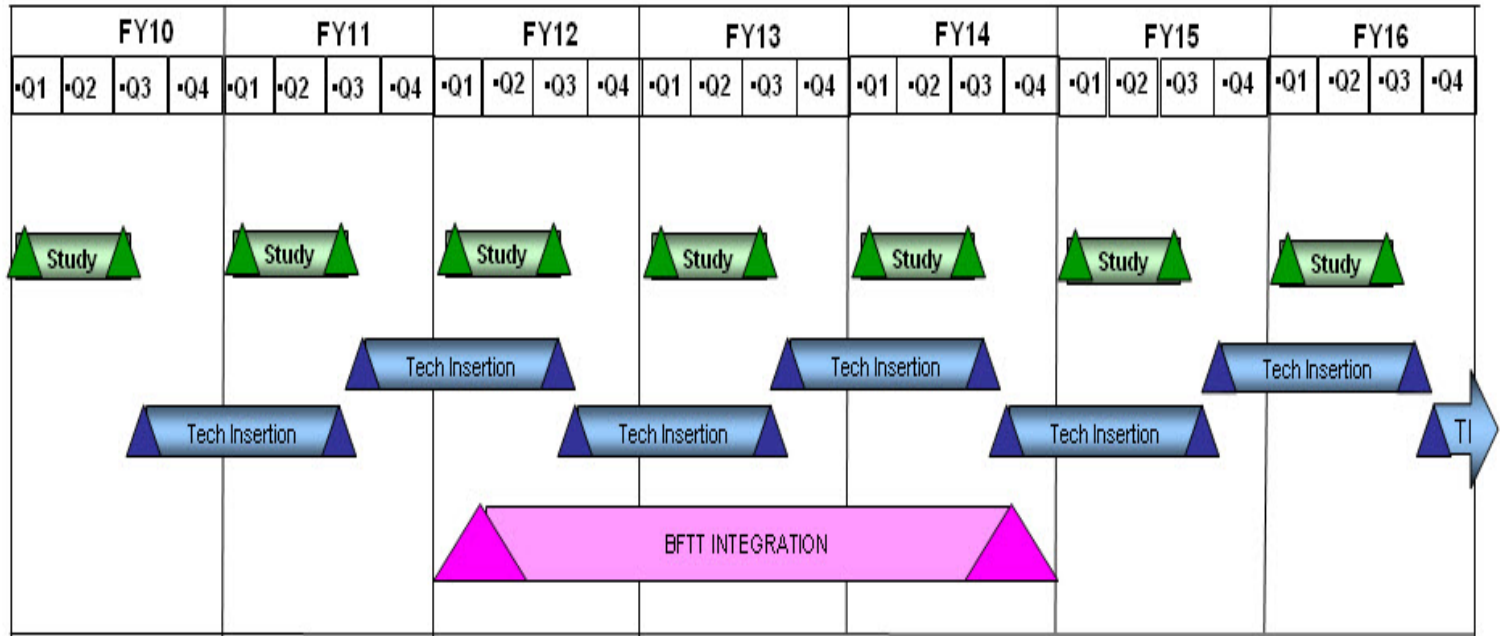 FY10 FY11 FY12 FY13 FY14 FY15 FY16
▪Q1 ▪Q2 ▪Q3 ▪Q4 ▪Q1 ▪Q2 ▪Q3 ▪Q4 ▪Q1 ▪Q2 ▪Q3 ▪Q4 ▪Q1 ▪Q2 ▪Q3 ▪Q4 ▪Q1 ▪Q2 ▪Q3 ▪Q4 ▪Q1 ▪Q2 ▪Q3 ▪Q4 ▪Q1 ▪Q2 ▪Q3 ▪Q4
Study Study Study Study Study Study Study
Tech Insertion Tech Insertion Tech Insertion
Tech Insertion Tech Insertion Tech Insertion TI
BFTT INTEGRATION